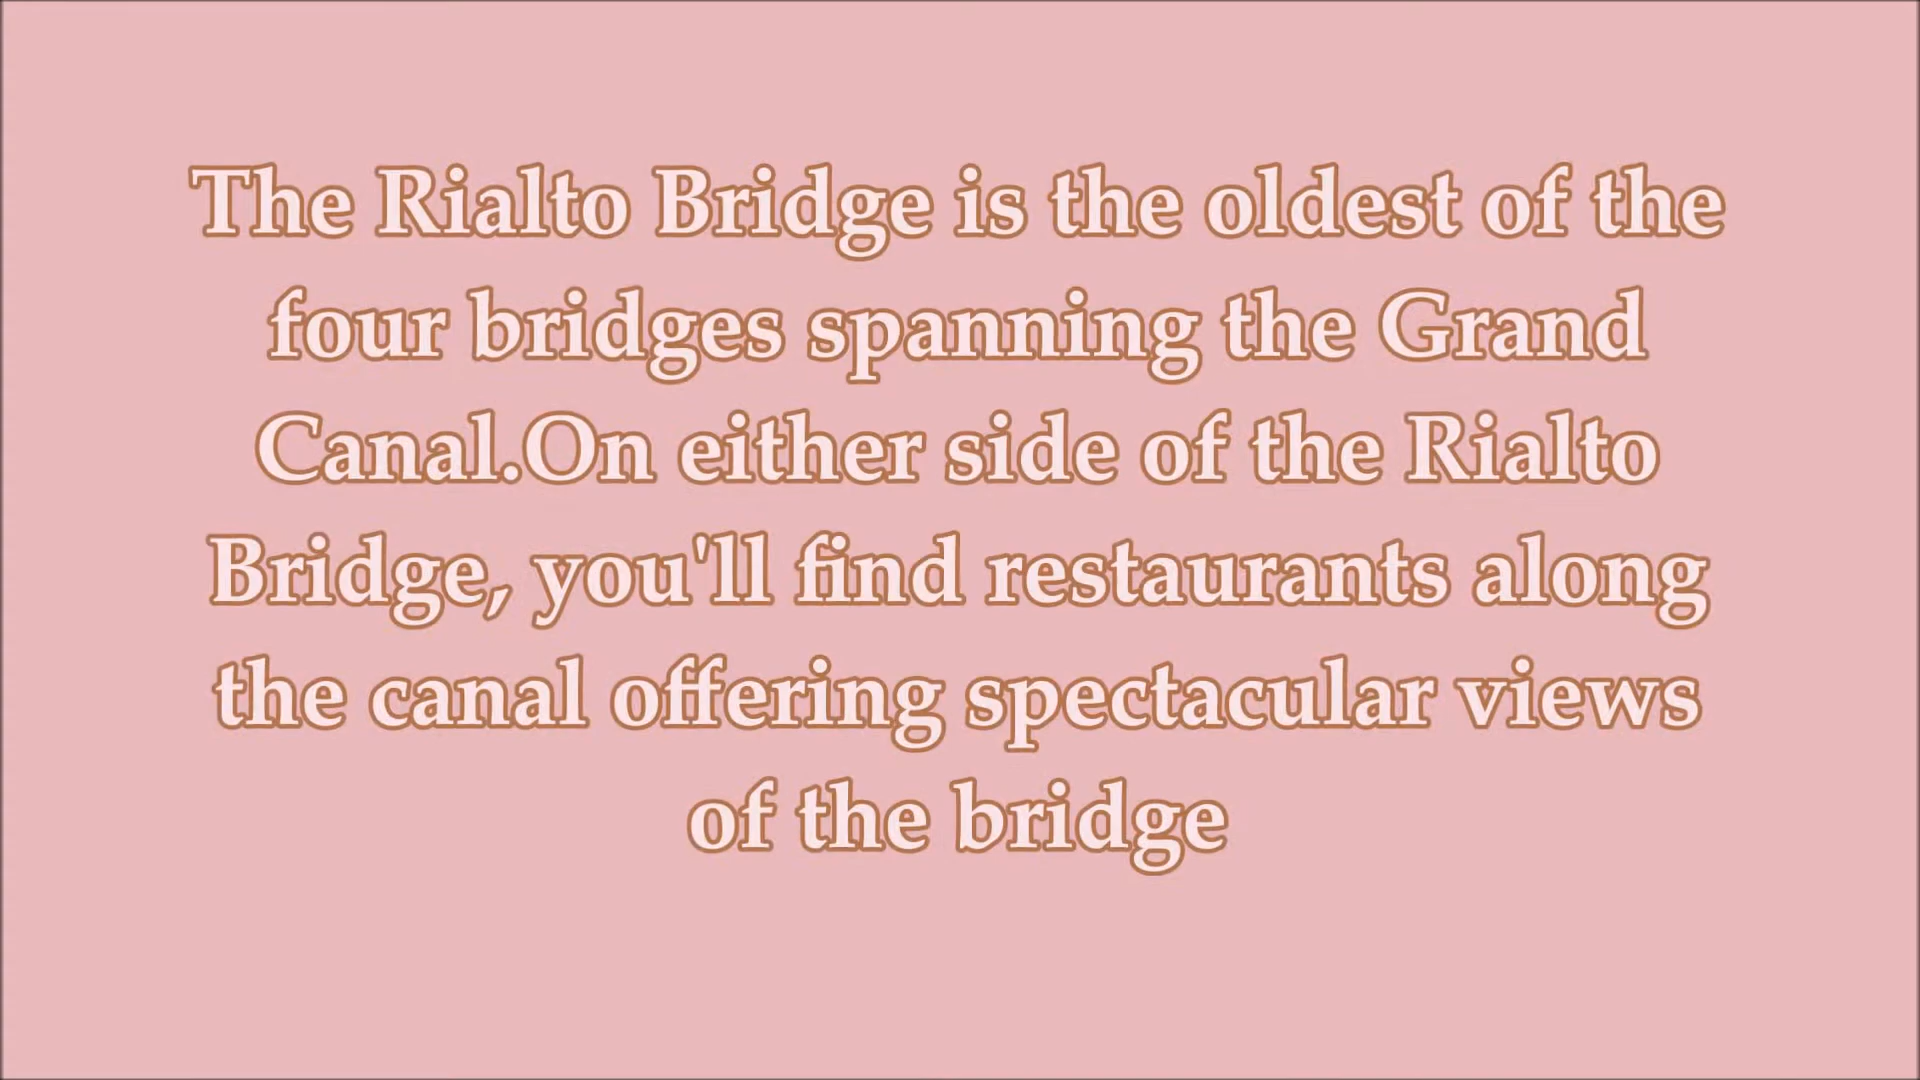 The Rialto Bridge is the oldest of the
four bridges spanning the Grand
Canal.On either side of the Rialto
Bridge, you'll find restaurants along
the canal offering spectacular views
of the bridge